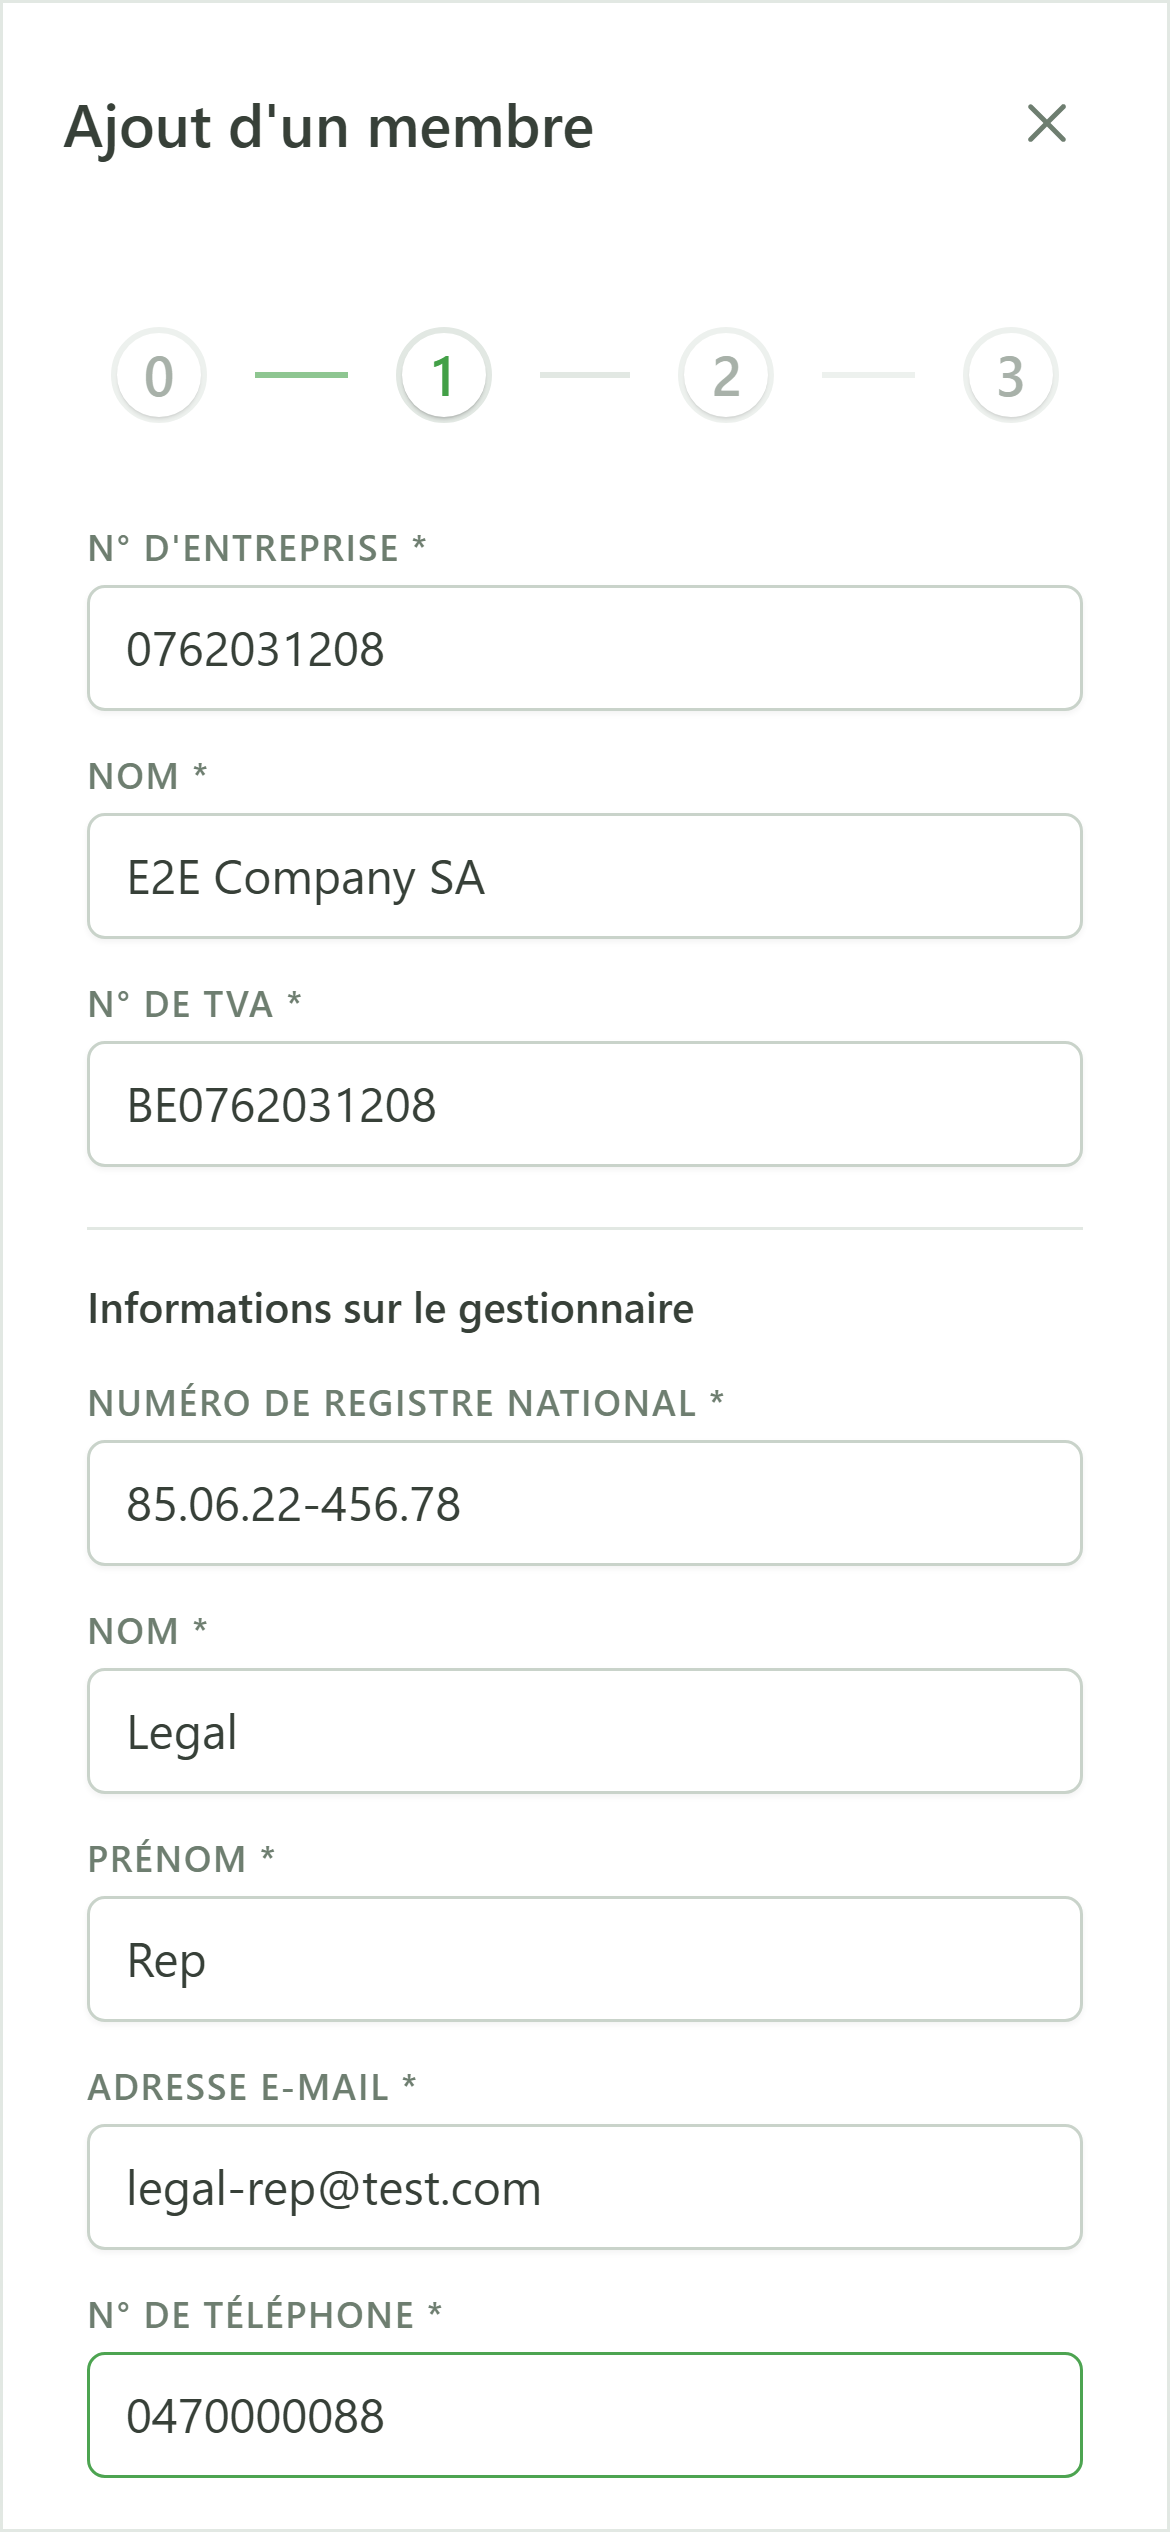 Ajout d'un membre
0 1 2 3
N° D'ENTREPRISE *
0762031208
NOM *
E2E Company SA
N° DE TVA *
BE0762031208
Informations sur le gestionnaire
NUMÉRO DE REGISTRE NATIONAL *
85.06.22-456.78
NOM *
Legal
PRÉNOM *
Rep
ADRESSE E-MAIL *
legal-rep@test.com
N° DE TÉLÉPHONE *
0470000088